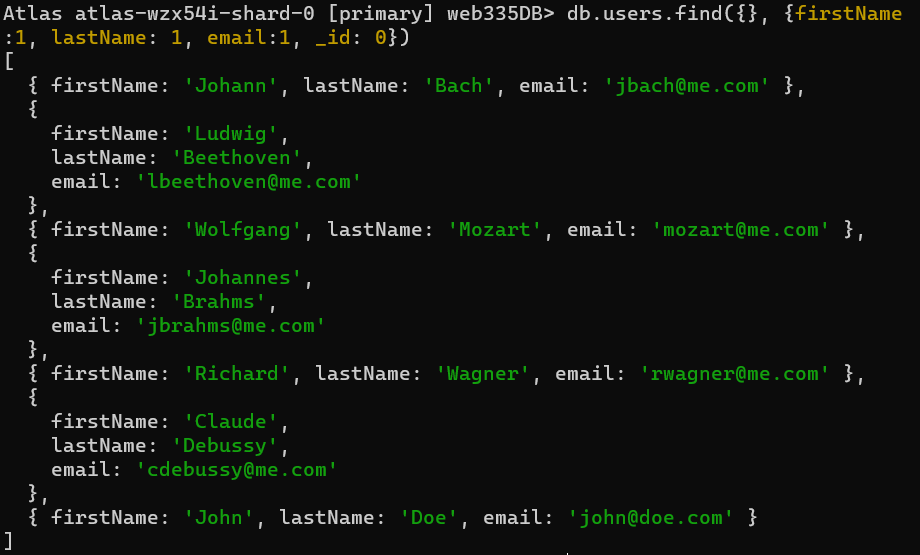 Atlas atlas-wzx54i-shard-0 [primary] web335DB> db.users.find({}, {firstName
:1, lastName: 1, email:1, _id: 0})
[
  { firstName: 'Johann', lastName: 'Bach', email: 'jbach@me.com' },
  {
    firstName: 'Ludwig',
    lastName: 'Beethoven',
    email: 'lbeethoven@me.com'
  },
  { firstName: 'Wolfgang', lastName: 'Mozart', email: 'mozart@me.com' },
  {
    firstName: 'Johannes',
    lastName: 'Brahms',
    email: 'jbrahms@me.com'
  },
  { firstName: 'Richard', lastName: 'Wagner', email: 'rwagner@me.com' },
  {
    firstName: 'Claude',
    lastName: 'Debussy',
    email: 'cdebussy@me.com'
  },
  { firstName: 'John', lastName: 'Doe', email: 'john@doe.com' }
]